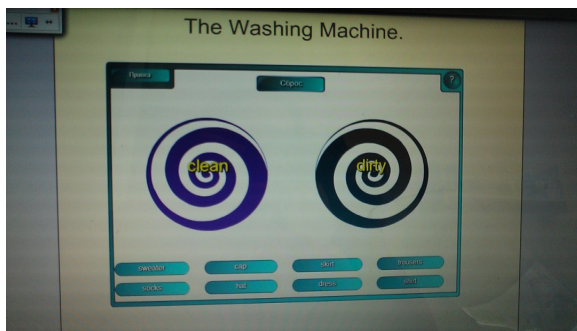 The Washing Machine.
Правка
Сброс
?
clean dirty
sweater cap skirt trousers
socks hat dress shirt